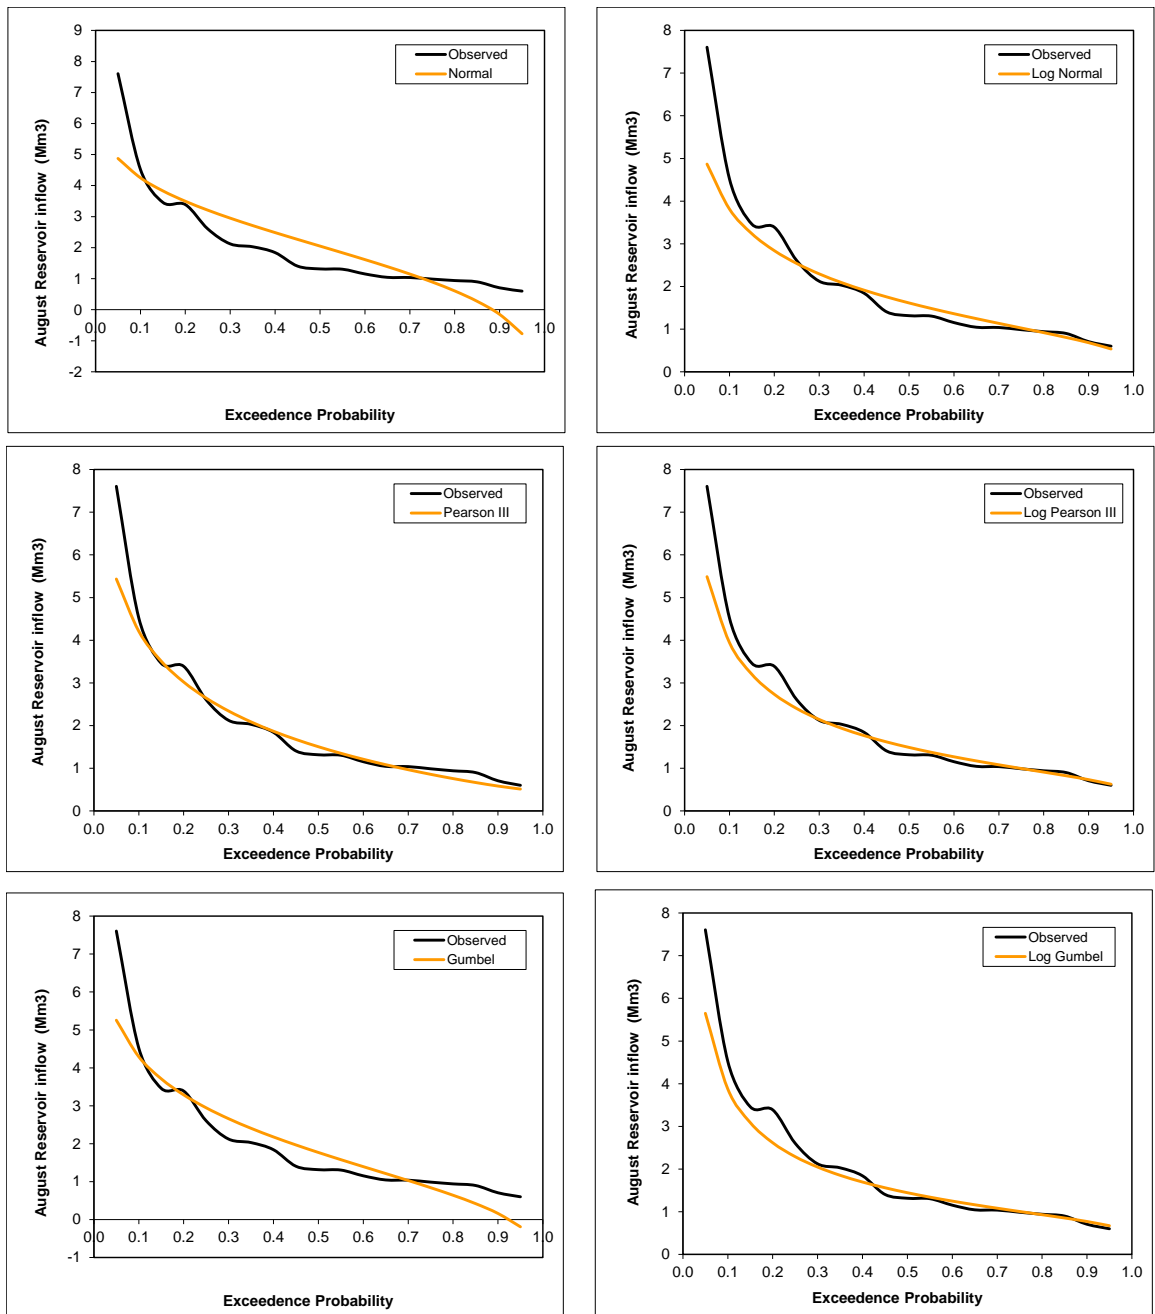 9
8
7
6
5
4
3
2
1
0
-1
-2
0.0 0.1 0.2 0.3 0.4 0.5 0.6 0.7 0.8 0.9 1.0
August Reservoir inflow (Mm3)
Exceedence Probability
Observed
Normal
8
7
6
5
4
3
2
1
0
0.0 0.1 0.2 0.3 0.4 0.5 0.6 0.7 0.8 0.9 1.0
August Reservoir inflow (Mm3)
Exceedence Probability
Observed
Log Normal
8
7
6
5
4
3
2
1
0
0.0 0.1 0.2 0.3 0.4 0.5 0.6 0.7 0.8 0.9 1.0
August Reservoir inflow (Mm3)
Exceedence Probability
Observed
Pearson III
8
7
6
5
4
3
2
1
0
0.0 0.1 0.2 0.3 0.4 0.5 0.6 0.7 0.8 0.9 1.0
August Reservoir inflow (Mm3)
Exceedence Probability
Observed
Log Pearson III
8
7
6
5
4
3
2
1
0
-1
0.0 0.1 0.2 0.3 0.4 0.5 0.6 0.7 0.8 0.9 1.0
August Reservoir inflow (Mm3)
Exceedence Probability
Observed
Gumbel
8
7
6
5
4
3
2
1
0
0.0 0.1 0.2 0.3 0.4 0.5 0.6 0.7 0.8 0.9 1.0
August Reservoir inflow (Mm3)
Exceedence Probability
Observed
Log Gumbel